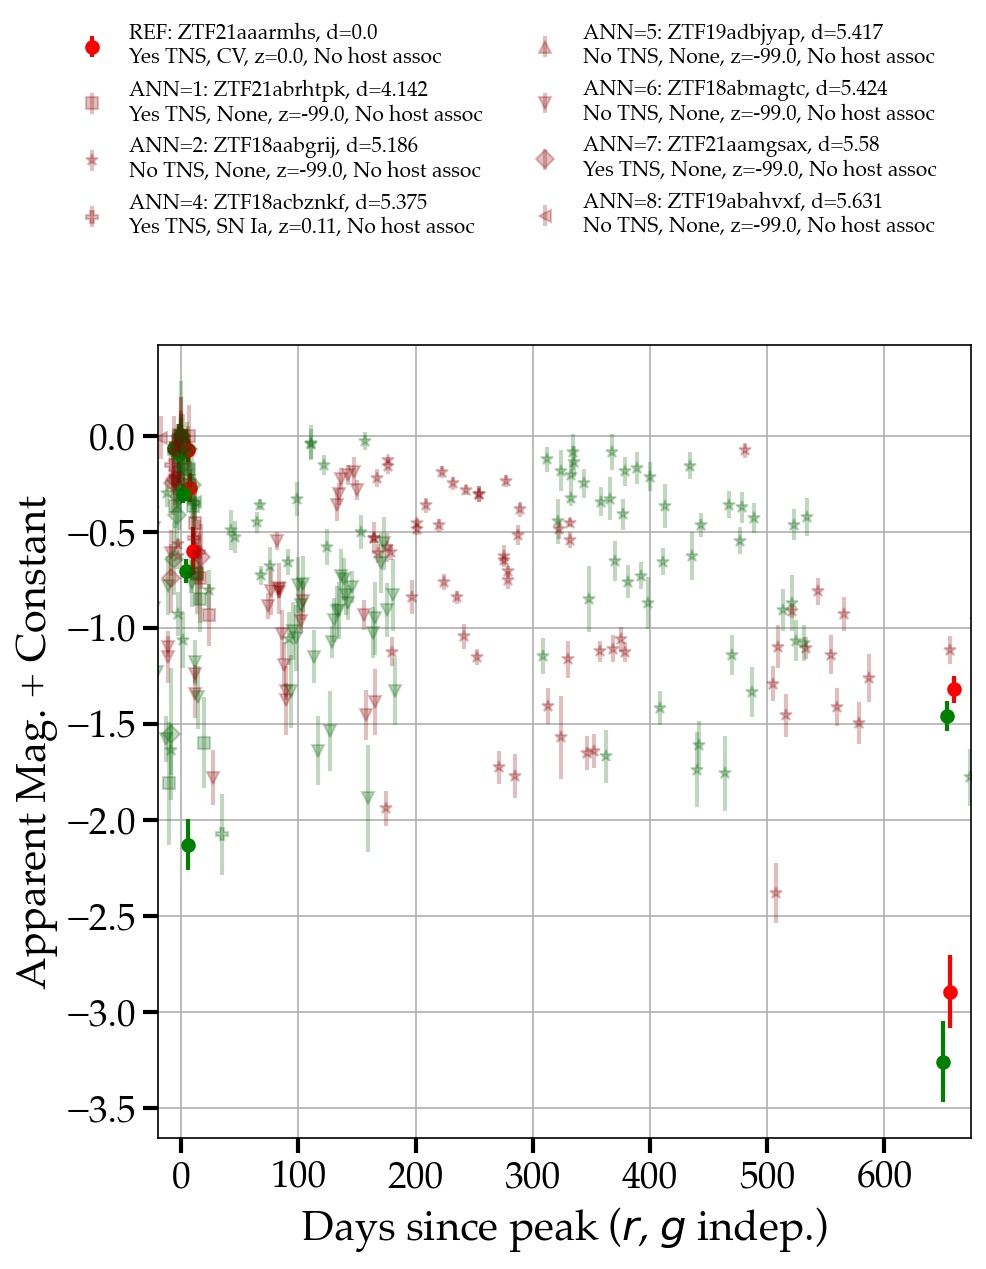 REF: ZTF21aaarmhs, d=0.0
Yes TNS, CV, z=0.0, No host assoc
ANN=1: ZTF21abrhtpk, d=4.142
Yes TNS, None, z=-99.0, No host assoc
ANN=2: ZTF18aabgrij, d=5.186
No TNS, None, z=-99.0, No host assoc
ANN=4: ZTF18acbznkf, d=5.375
Yes TNS, SN Ia, z=0.11, No host assoc
ANN=5: ZTF19adbjyap, d=5.417
No TNS, None, z=-99.0, No host assoc
ANN=6: ZTF18abmagtc, d=5.424
No TNS, None, z=-99.0, No host assoc
ANN=7: ZTF21aamgsax, d=5.58
Yes TNS, None, z=-99.0, No host assoc
ANN=8: ZTF19abahvxf, d=5.631
No TNS, None, z=-99.0, No host assoc
Apparent Mag. + Constant
0.0
−0.5
−1.0
−1.5
−2.0
−2.5
−3.0
−3.5
0 100 200 300 400 500 600
Days since peak (r, g indep.)